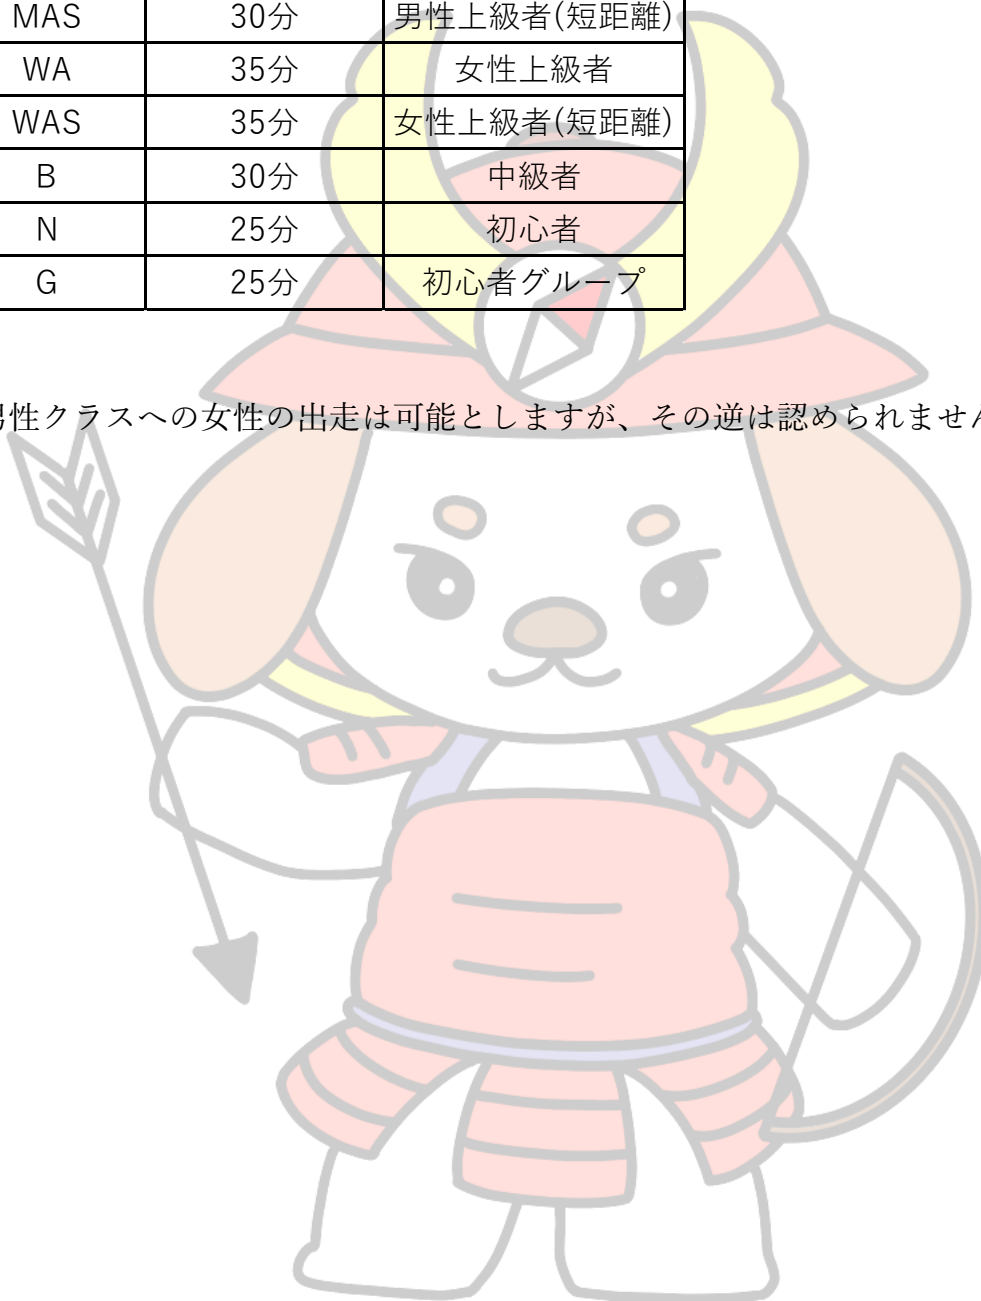 MAS 30分 男性上級者(短距離)
WA 35分 女性上級者
WAS 35分 女性上級者(短距離)
B 30分 中級者
N 25分 初心者
G 25分 初心者グループ
男性クラスへの女性の出走は可能としますが、その逆は認められません